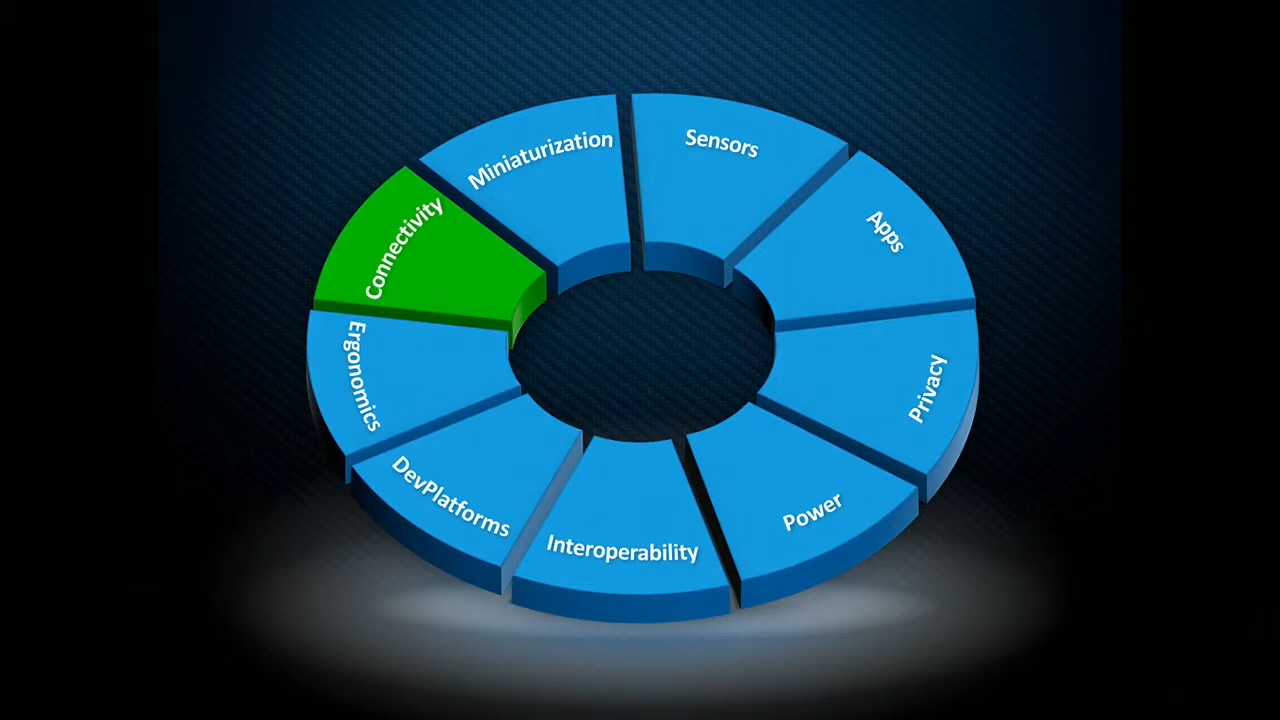 Miniaturization
Sensors
Connectivity
Apps
Ergonomics
Privacy
DevPlatforms
Power
Interoperability